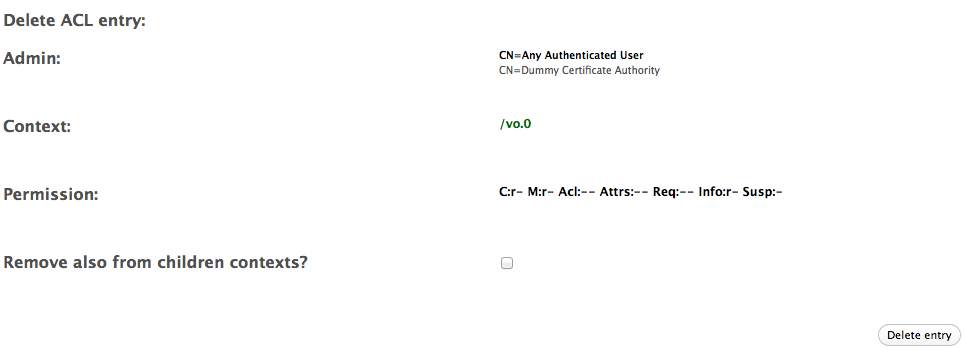 Delete ACL entry:
Admin:
CN=Any Authenticated User
CN=Dummy Certificate Authority
Context:
/vo.0
Permission:
C:r- M:r- Acl:-- Attrs:-- Req:-- Info:r- Susp:-
Remove also from children contexts?
Delete entry